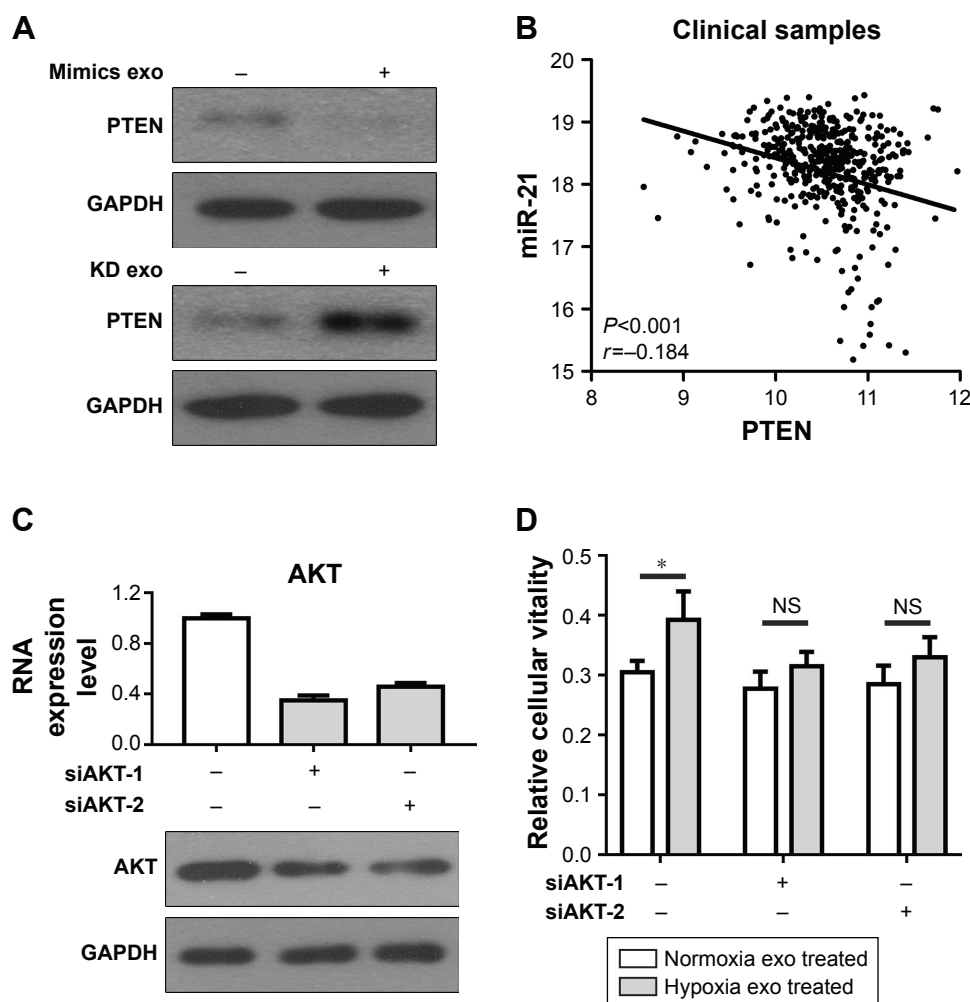 A
Mimics exo – +
PTEN
GAPDH
KD exo – +
PTEN
GAPDH
B
Clinical samples
20
19
18
17
16
15
miR-21
P<0.001
r=–0.184
8 9 10 11 12
PTEN
C
AKT
RNA
expression
level
1.2
0.8
0.4
0.0
siAKT-1 – + –
siAKT-2 – – +
AKT
GAPDH
D
Relative cellular vitality
0.5
0.4
0.3
0.2
0.1
0.0
*
NS
NS
siAKT-1 – + –
siAKT-2 – – +
Normoxia exo treated
Hypoxia exo treated